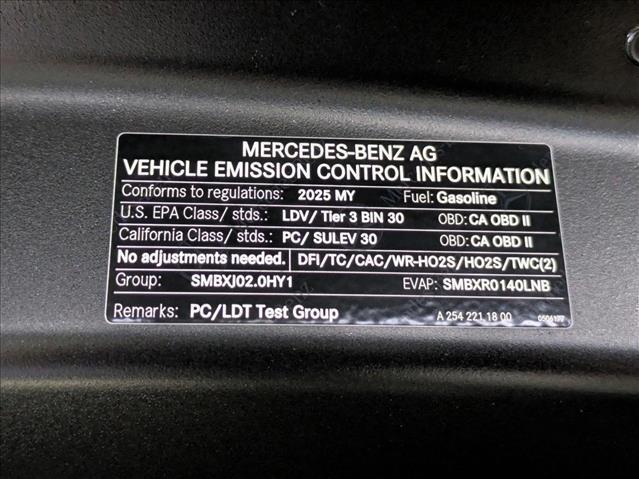 MERCEDES-BENZ AG
VEHICLE EMISSION CONTROL INFORMATION
Conforms to regulations: 2025 MY Fuel: Gasoline
U.S. EPA Class/ stds.: LDV/ Tier 3 BIN 30 OBD: CA OBD II
California Class/ stds.: PC/ SULEV 30 OBD: CA OBD II
No adjustments needed. DFI/TC/CAC/WR-HO2S/HO2S/TWC(2)
Group: SMBXJ02.0HY1 EVAP: SMBXR0140LNB
Remarks: PC/LDT Test Group A 254 221 18 00